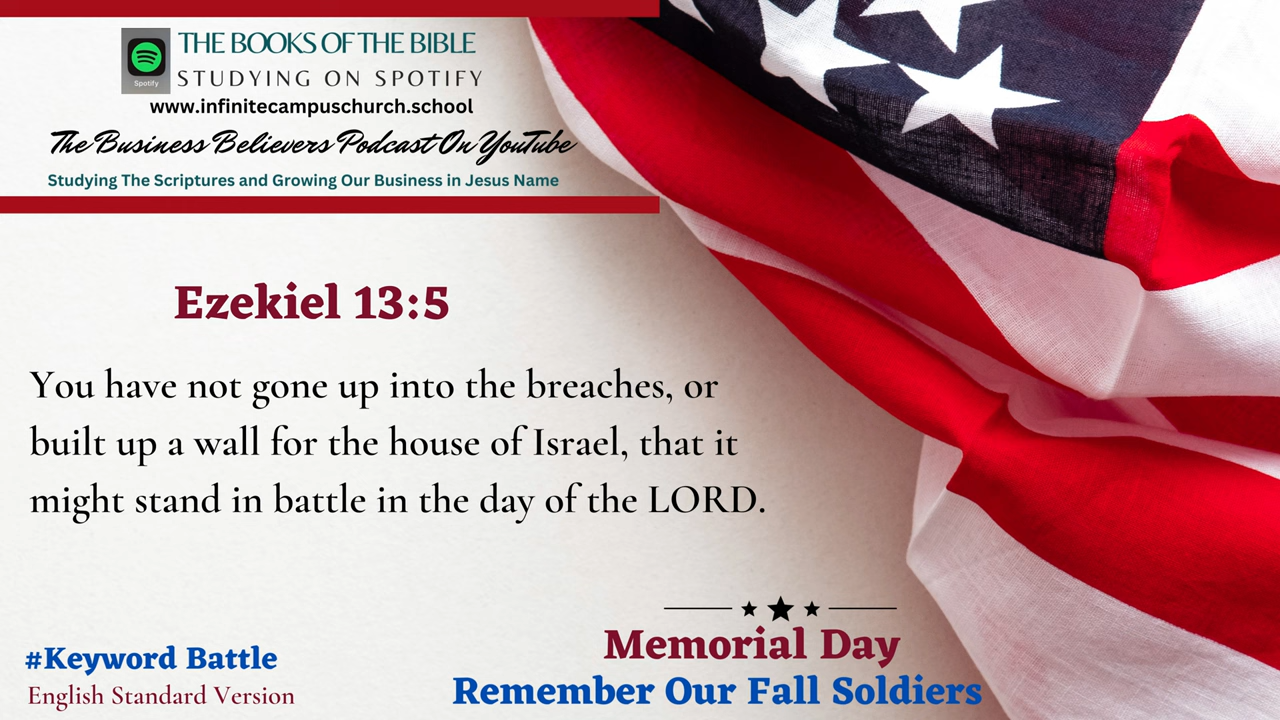 Spotify
THE BOOKS OF THE BIBLE
STUDYING ON SPOTIFY
www.infinitecampuschurch.school
The Business Believers Podcast On YouTube
Studying The Scriptures and Growing Our Business in Jesus Name
Ezekiel 13:5
You have not gone up into the breaches, or
built up a wall for the house of Israel, that it
might stand in battle in the day of the LORD.
#Keyword Battle
English Standard Version
Memorial Day
Remember Our Fall Soldiers